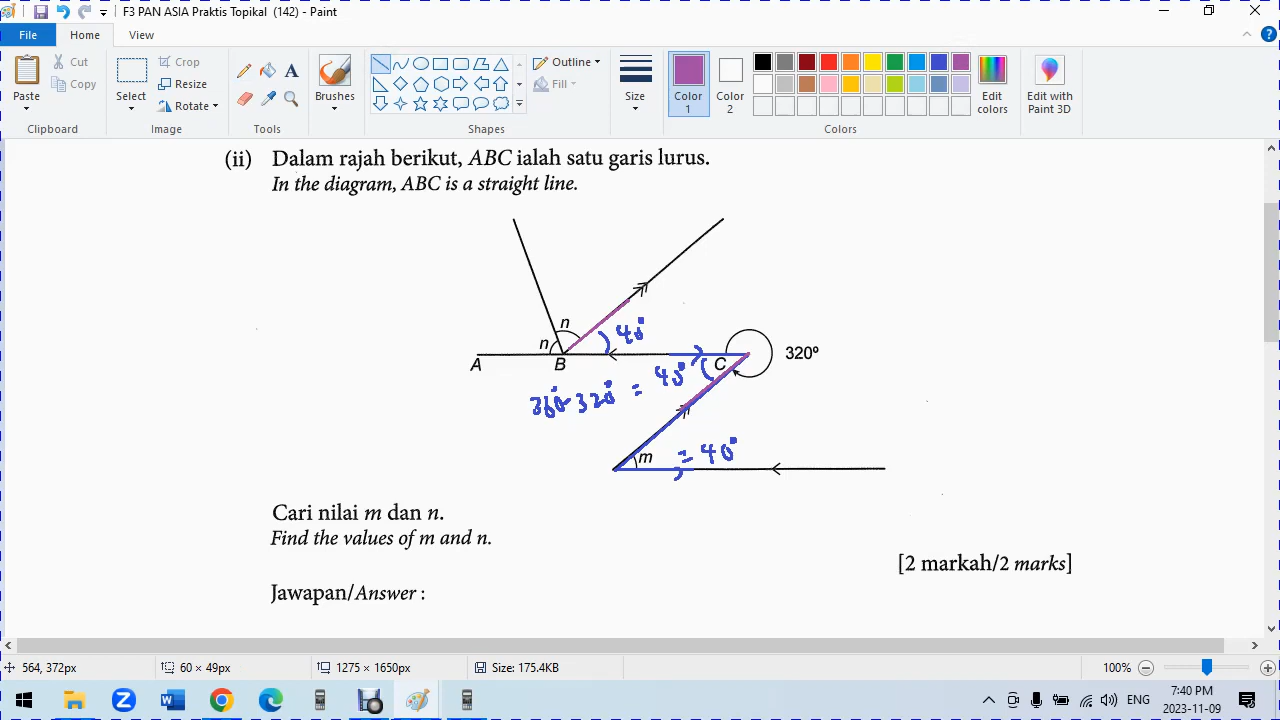 F3 PAN ASIA Praktis Topikal (142) - Paint
File Home View
Paste Cut Copy Clipboard
Select Crop Resize Rotate Image
Tools
Brushes
Outline Fill Shapes
Size
Color 1 Color 2 Edit colors Edit with Paint 3D Colors
(ii) Dalam rajah berikut, ABC ialah satu garis lurus.
In the diagram, ABC is a straight line.
n
40°
n
320º
A B C
360°-320° = 40°
m = 40°
Cari nilai m dan n.
Find the values of m and n.
[2 markah/2 marks]
Jawapan/Answer :
564, 372px 60 × 49px 1275 × 1650px Size: 175.4KB 100%
ENG 7:40 PM
2023-11-09